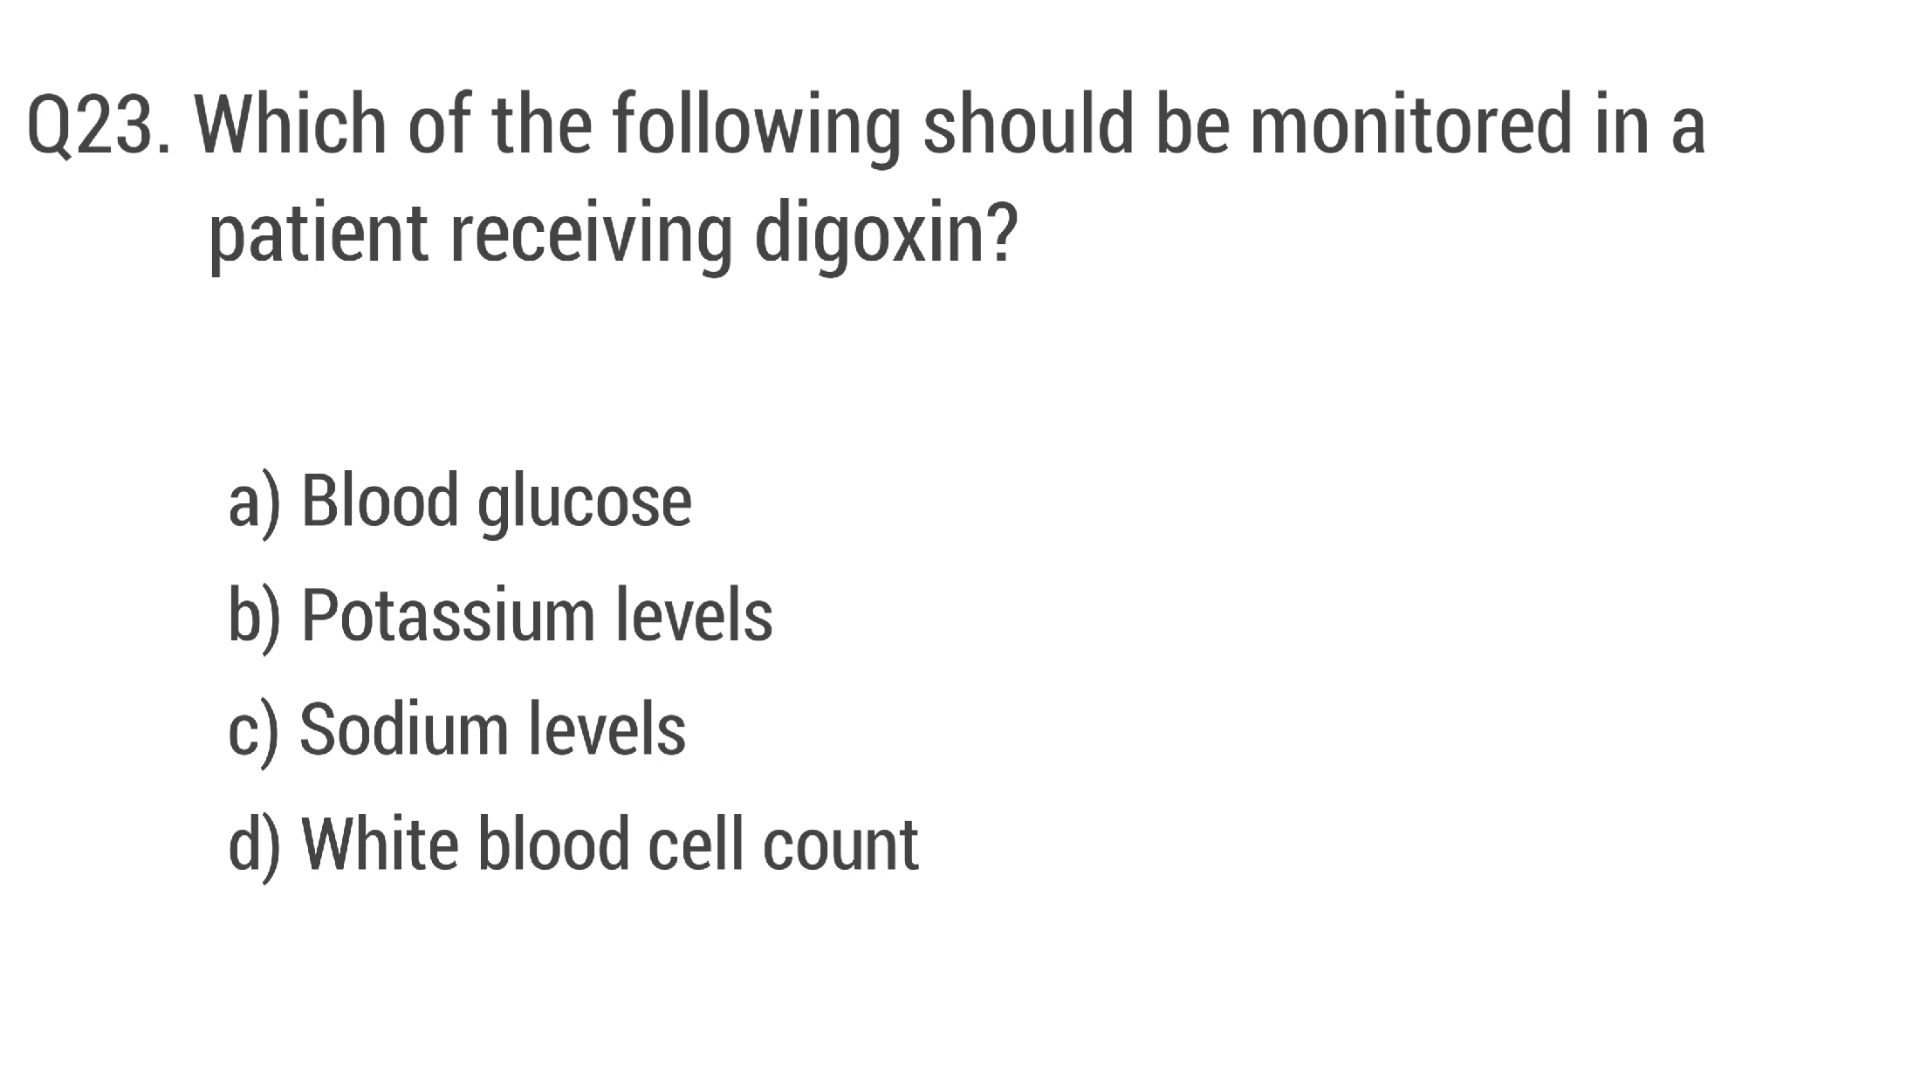 Q23. Which of the following should be monitored in a
patient receiving digoxin?
a) Blood glucose
b) Potassium levels
c) Sodium levels
d) White blood cell count